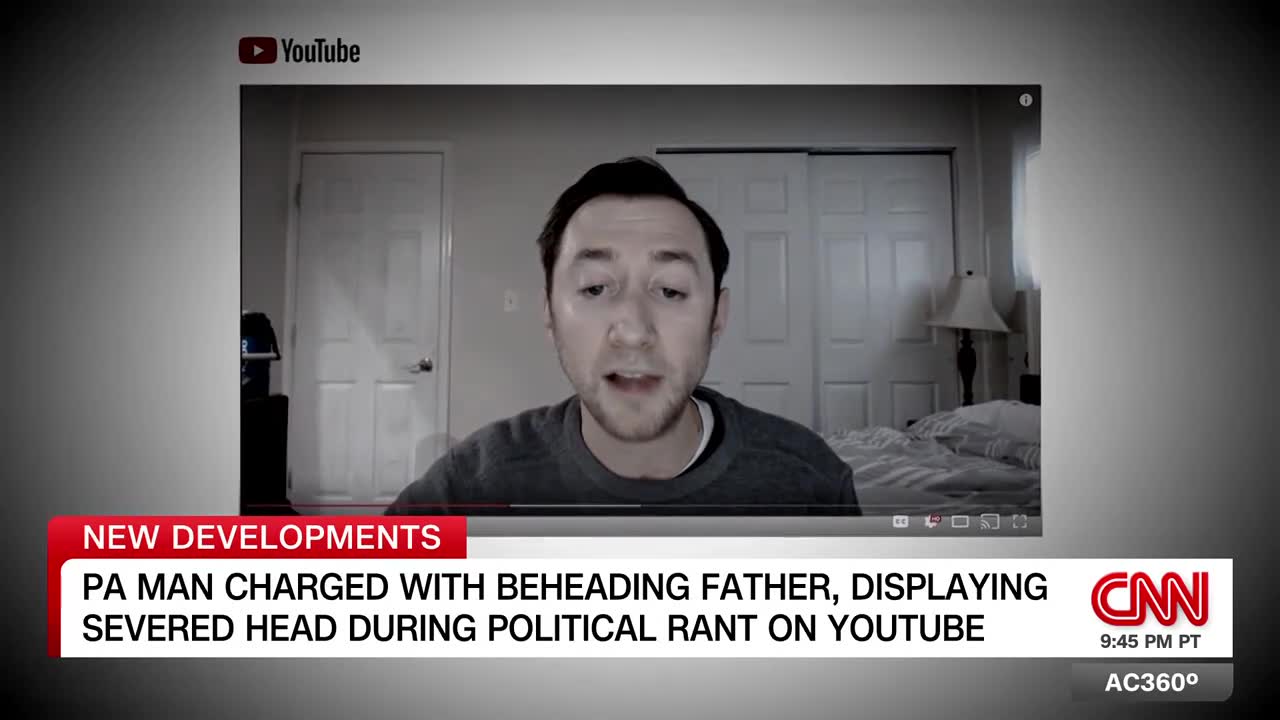 YouTube
NEW DEVELOPMENTS
PA MAN CHARGED WITH BEHEADING FATHER, DISPLAYING
SEVERED HEAD DURING POLITICAL RANT ON YOUTUBE
CNN
9:45 PM PT
AC360º